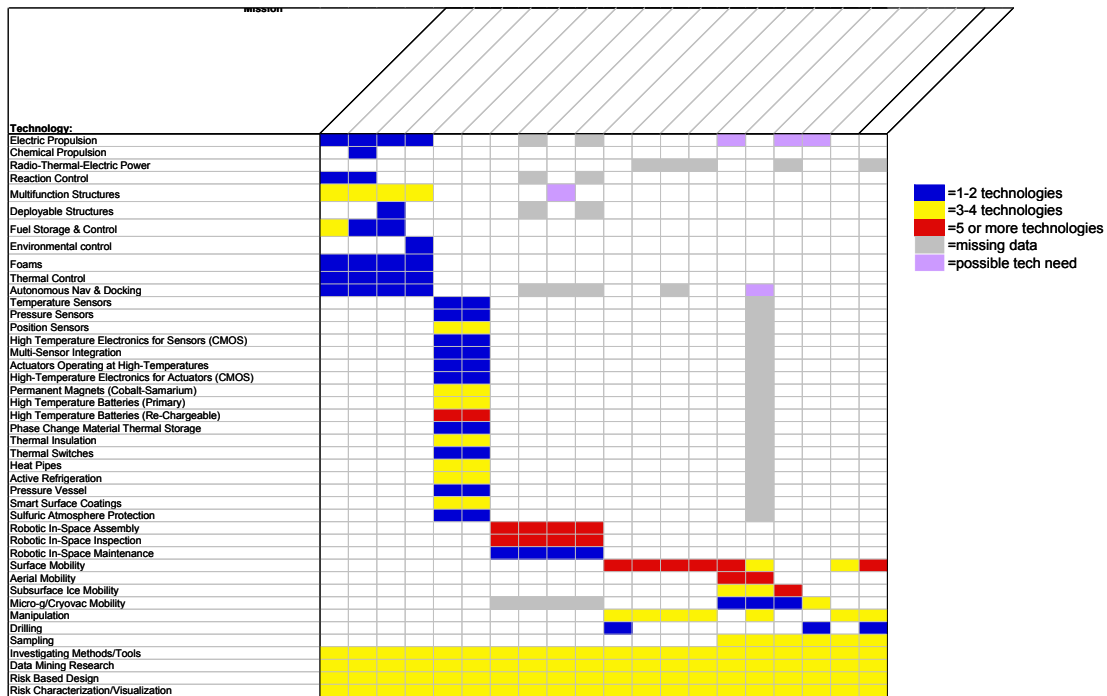 Mission
Technology:
Electric Propulsion
Chemical Propulsion
Radio-Thermal-Electric Power
Reaction Control
Multifunction Structures
Deployable Structures
Fuel Storage & Control
Environmental control
Foams
Thermal Control
Autonomous Nav & Docking
Temperature Sensors
Pressure Sensors
Position Sensors
High Temperature Electronics for Sensors (CMOS)
Multi-Sensor Integration
Actuators Operating at High-Temperatures
High-Temperature Electronics for Actuators (CMOS)
Permanent Magnets (Cobalt-Samarium)
High Temperature Batteries (Primary)
High Temperature Batteries (Re-Chargeable)
Phase Change Material Thermal Storage
Thermal Insulation
Thermal Switches
Heat Pipes
Active Refrigeration
Pressure Vessel
Smart Surface Coatings
Sulfuric Atmosphere Protection
Robotic In-Space Assembly
Robotic In-Space Inspection
Robotic In-Space Maintenance
Surface Mobility
Aerial Mobility
Subsurface Ice Mobility
Micro-g/Cryovac Mobility
Manipulation
Drilling
Sampling
Investigating Methods/Tools
Data Mining Research
Risk Based Design
Risk Characterization/Visualization
=1-2 technologies
=3-4 technologies
=5 or more technologies
=missing data
=possible tech need